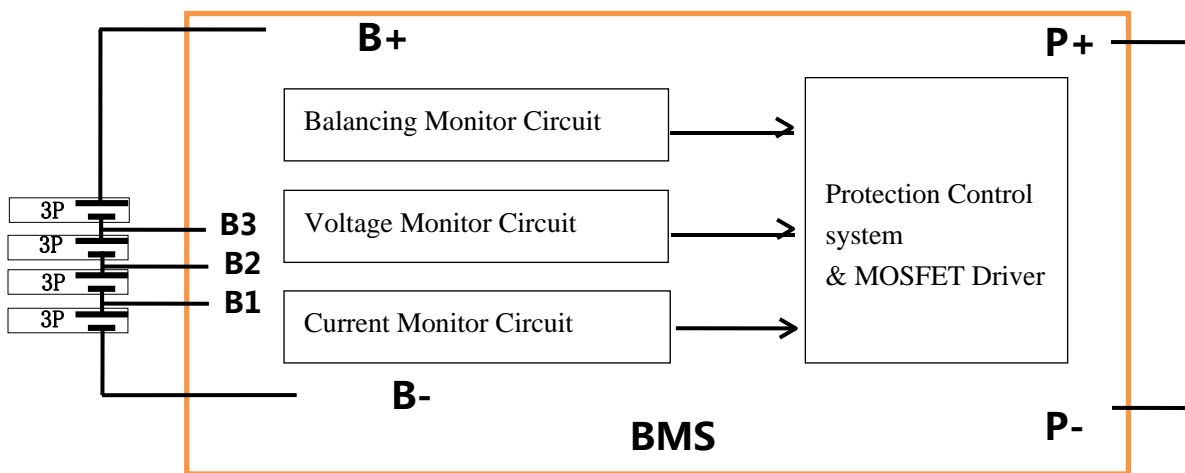 B+
P+
Balancing Monitor Circuit
Protection Control
system
& MOSFET Driver
3P
B3
Voltage Monitor Circuit
3P
B2
3P
B1
3P
Current Monitor Circuit
B-
P-
BMS